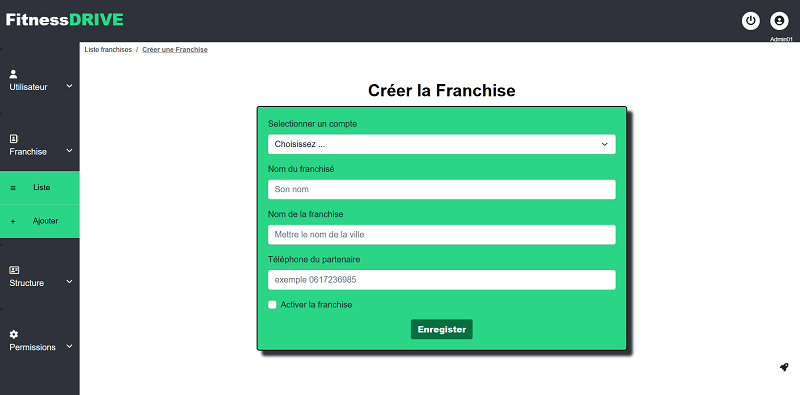 FitnessDRIVE
Admin01
Liste franchises / Créer une Franchise
Utilisateur
Franchise
Liste
Ajouter
Structure
Permissions
Créer la Franchise
Selectionner un compte
Choisissez ...
Nom du franchisé
Son nom
Nom de la franchise
Mettre le nom de la ville
Téléphone du partenaire
exemple 0617236985
Activer la franchise
Enregister